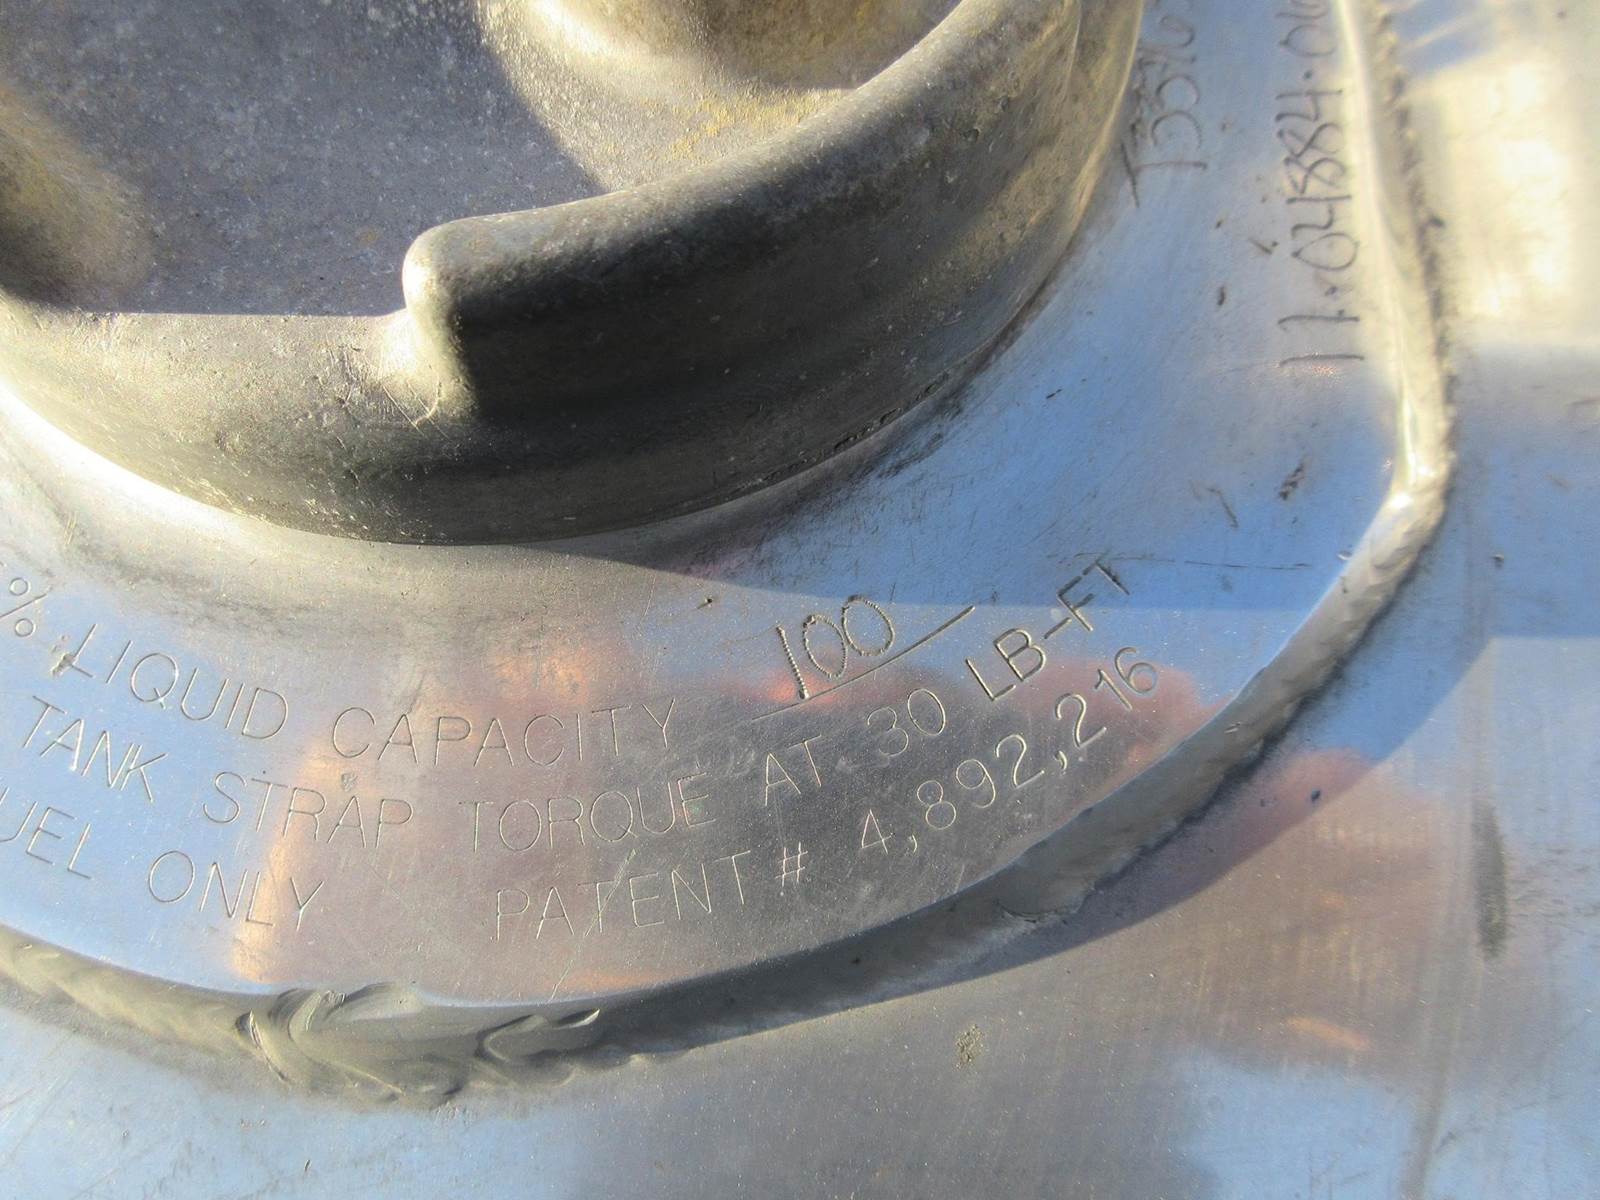 % LIQUID CAPACITY 100
TANK STRAP TORQUE AT 30 LB-FT
UEL ONLY PATENT # 4,892,216